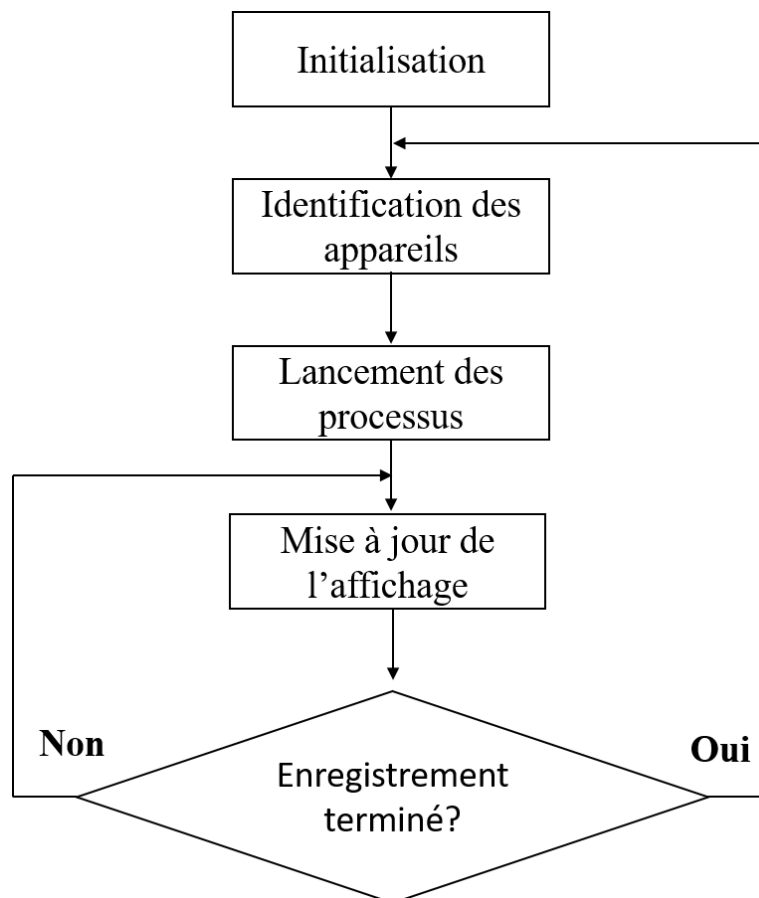 Initialisation
Identification des
appareils
Lancement des
processus
Mise à jour de
l’affichage
Non
Oui
Enregistrement
terminé?